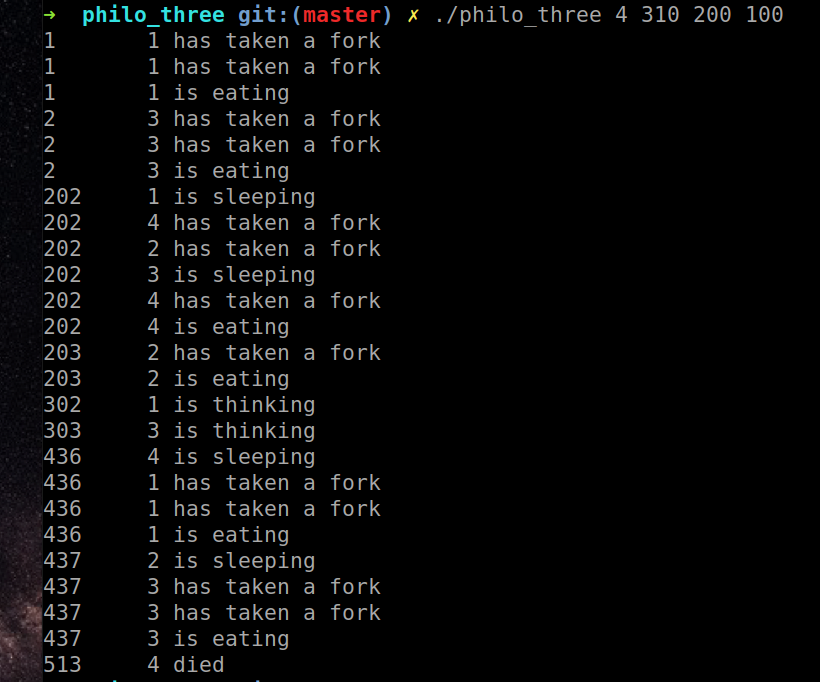 → philo_three git:(master) ✗ ./philo_three 4 310 200 100
1 1 has taken a fork
1 1 has taken a fork
1 1 is eating
2 3 has taken a fork
2 3 has taken a fork
2 3 is eating
202 1 is sleeping
202 4 has taken a fork
202 2 has taken a fork
202 3 is sleeping
202 4 has taken a fork
202 4 is eating
203 2 has taken a fork
203 2 is eating
302 1 is thinking
303 3 is thinking
436 4 is sleeping
436 1 has taken a fork
436 1 has taken a fork
436 1 is eating
437 2 is sleeping
437 3 has taken a fork
437 3 has taken a fork
437 3 is eating
513 4 died